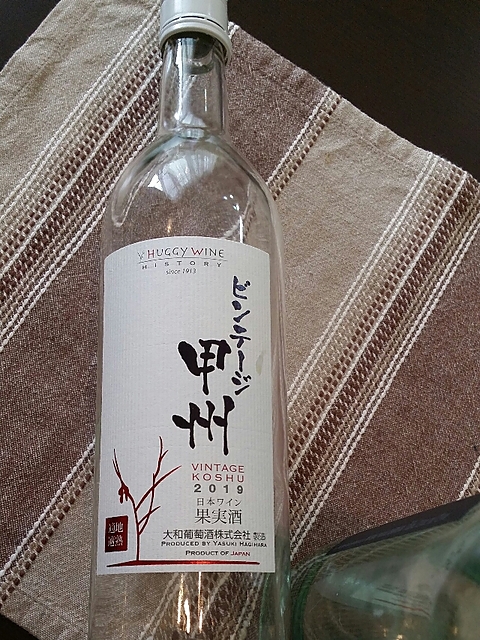 HUGGY WINE
HISTORY
since 1913
ビンテージ
甲州
VINTAGE
KOSHU
2019
日本ワイン
果実酒
大和葡萄酒株式会社 製造
PRODUCED BY YASUKI HAGIHARA
PRODUCT OF JAPAN